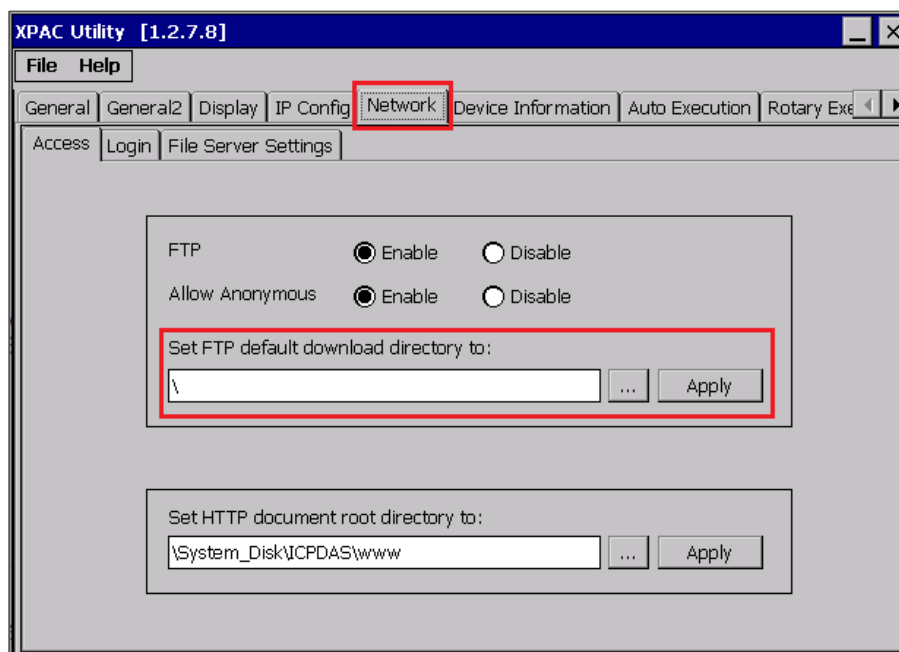 XPAC Utility [1.2.7.8]
File Help
General General2 Display IP Config Network Device Information Auto Execution Rotary Exe
Access Login File Server Settings
FTP Enable Disable
Allow Anonymous Enable Disable
Set FTP default download directory to:
\ ... Apply
Set HTTP document root directory to:
\System_Disk\ICPDAS\www ... Apply